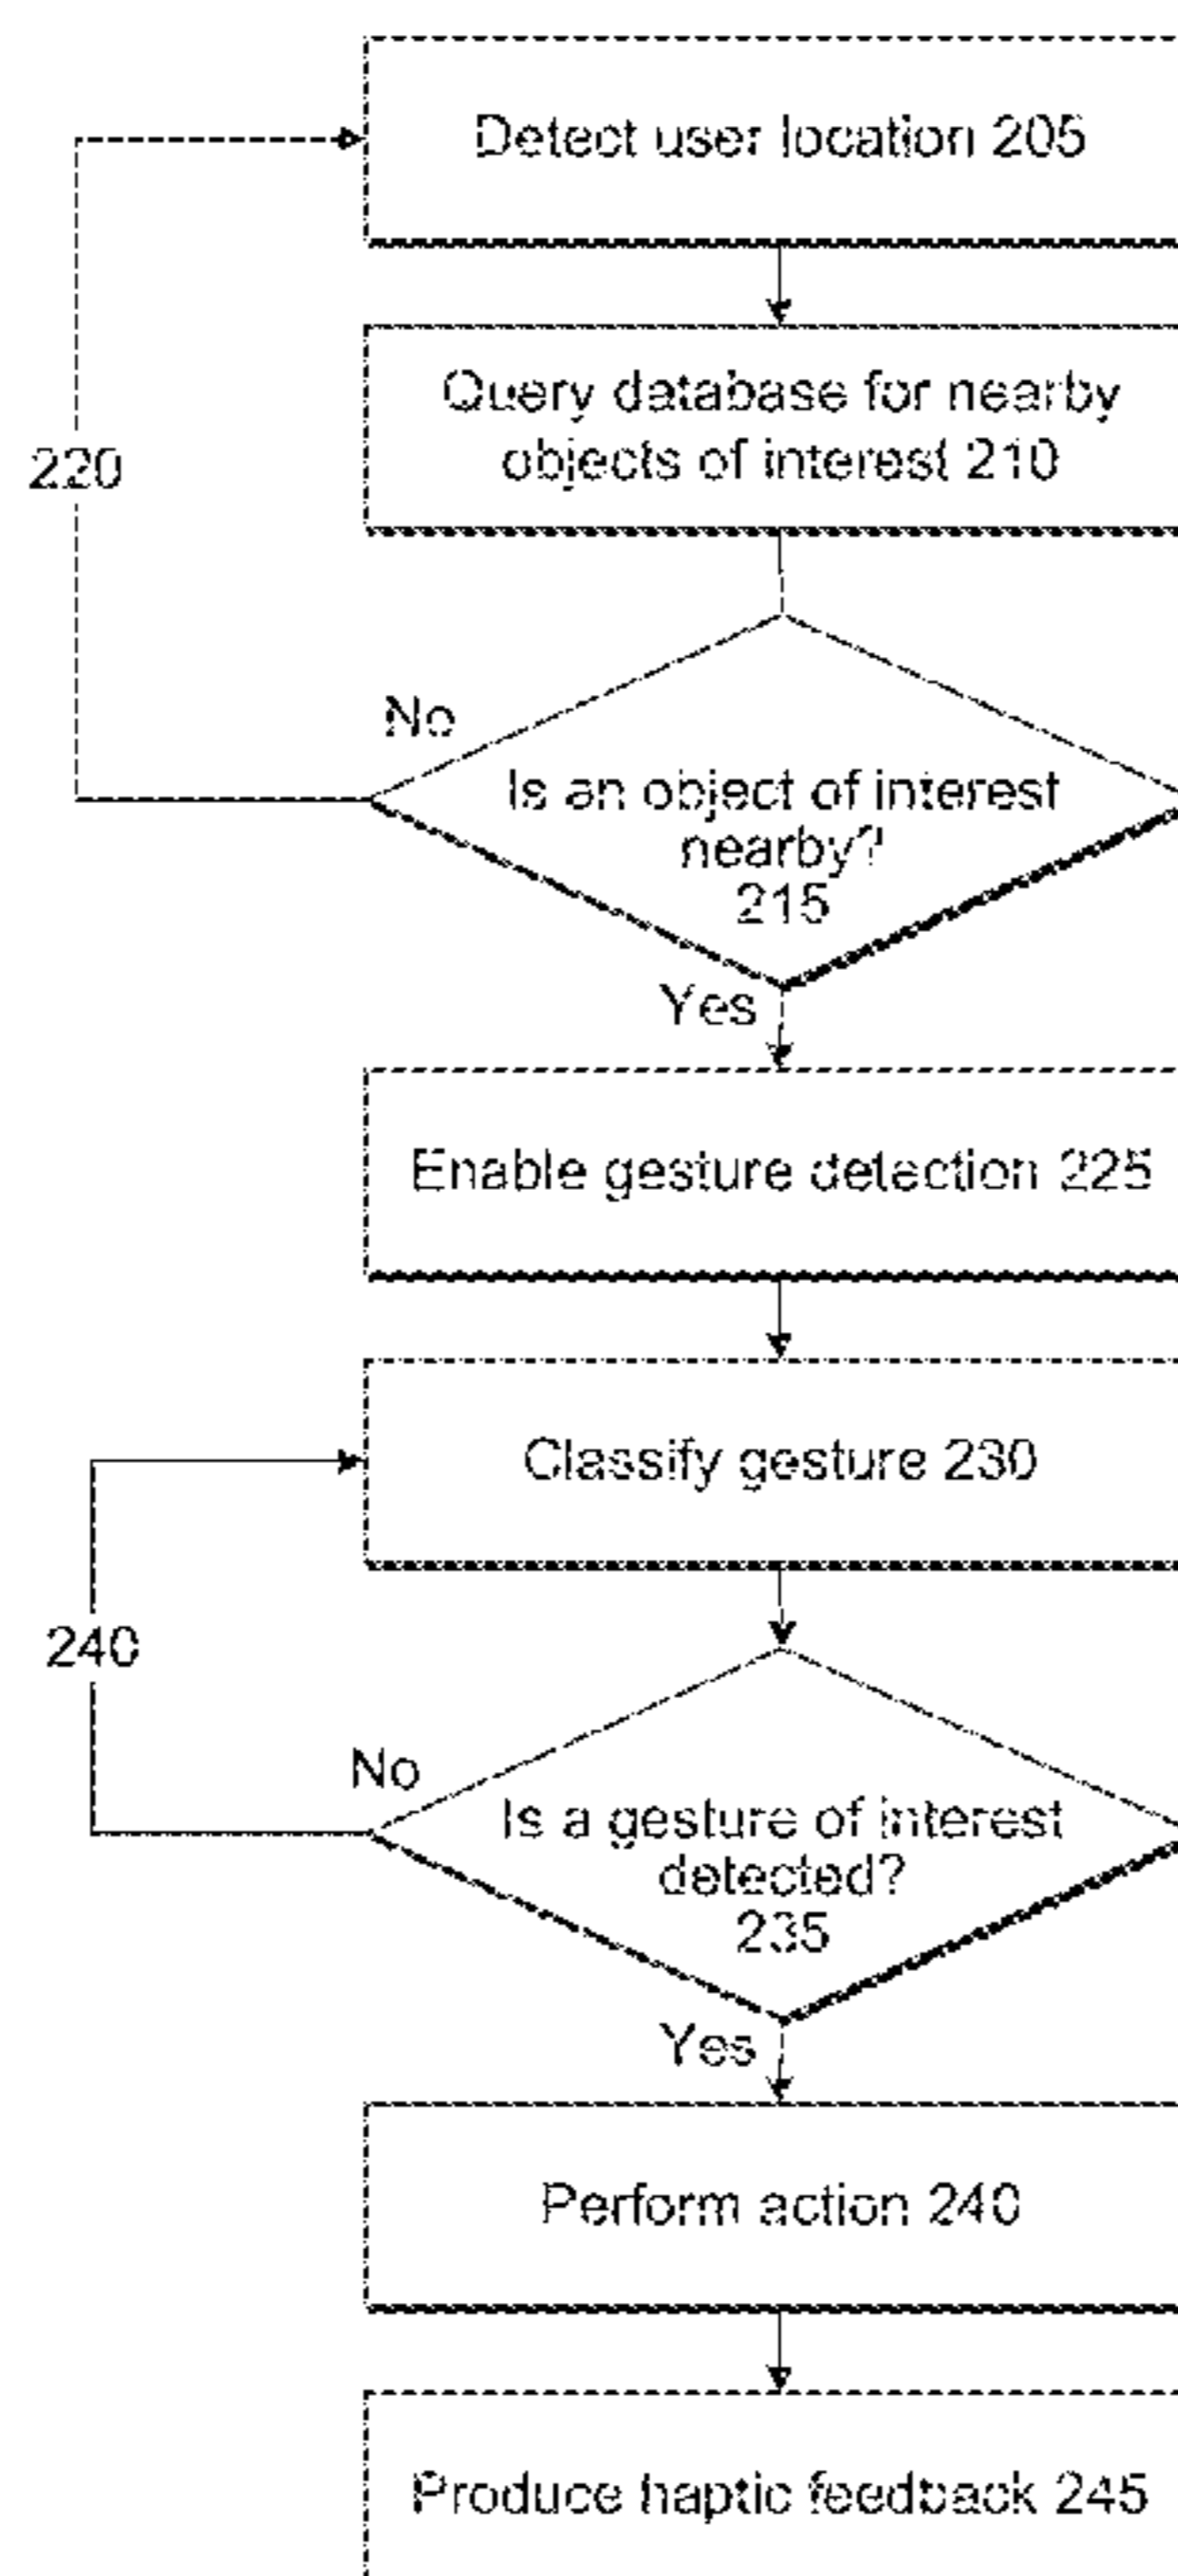 Detect user location 205
Query database for nearby
objects of interest 210
220
No
Is an object of interest
nearby?
215
Yes
Enable gesture detection 225
Classify gesture 230
240
No
Is a gesture of interest
detected?
235
Yes
Perform action 240
Produce haptic feedback 245